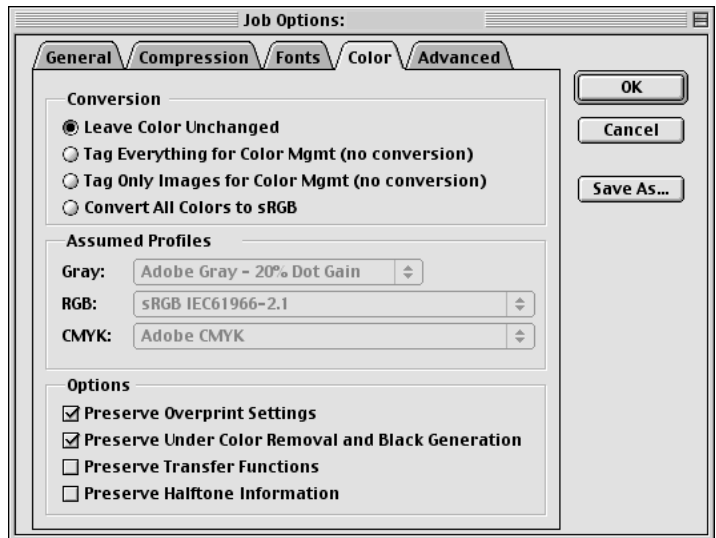 Job Options:
General Compression Fonts Color Advanced
Conversion
Leave Color Unchanged
Tag Everything for Color Mgmt (no conversion)
Tag Only Images for Color Mgmt (no conversion)
Convert All Colors to sRGB
Assumed Profiles
Gray: Adobe Gray - 20% Dot Gain
RGB: sRGB IEC61966-2.1
CMYK: Adobe CMYK
Options
Preserve Overprint Settings
Preserve Under Color Removal and Black Generation
Preserve Transfer Functions
Preserve Halftone Information
OK
Cancel
Save As...